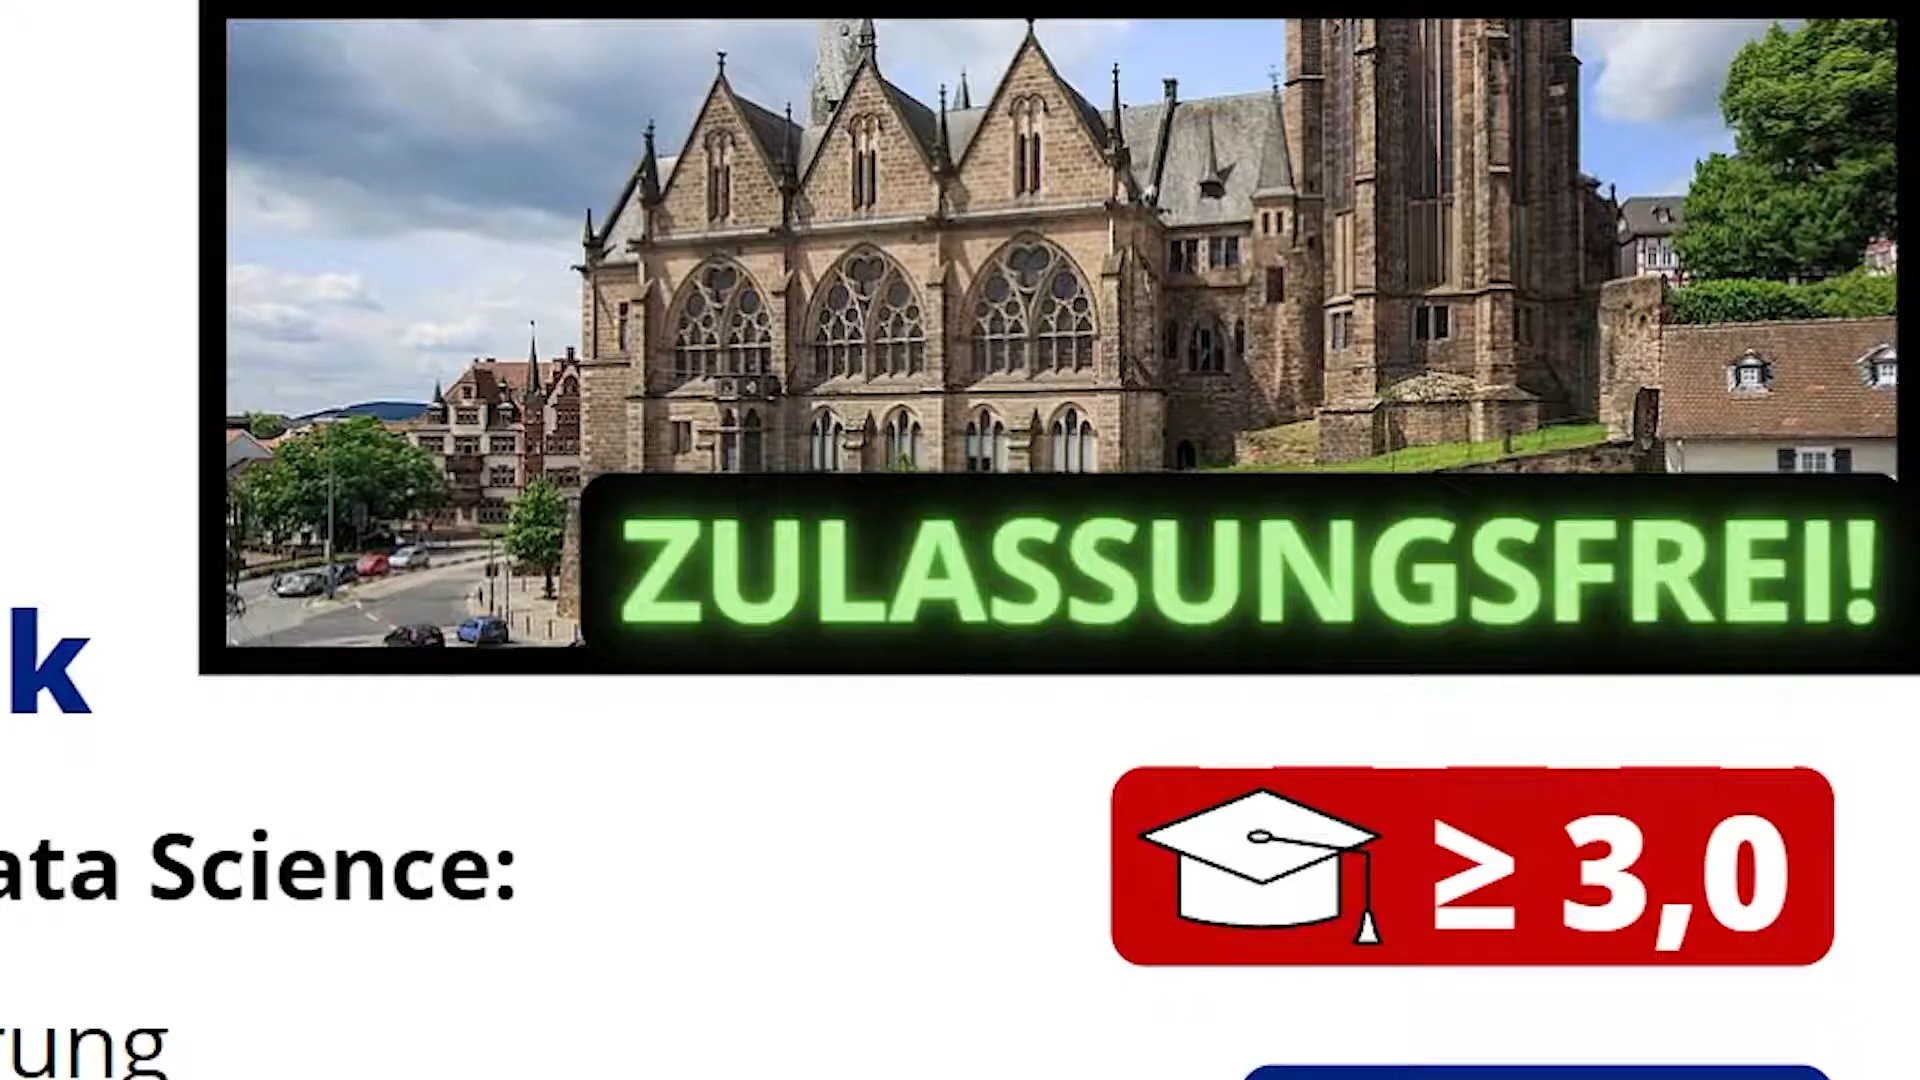 ZULASSUNGSFREI!
k
ata Science:
≥ 3,0
rung